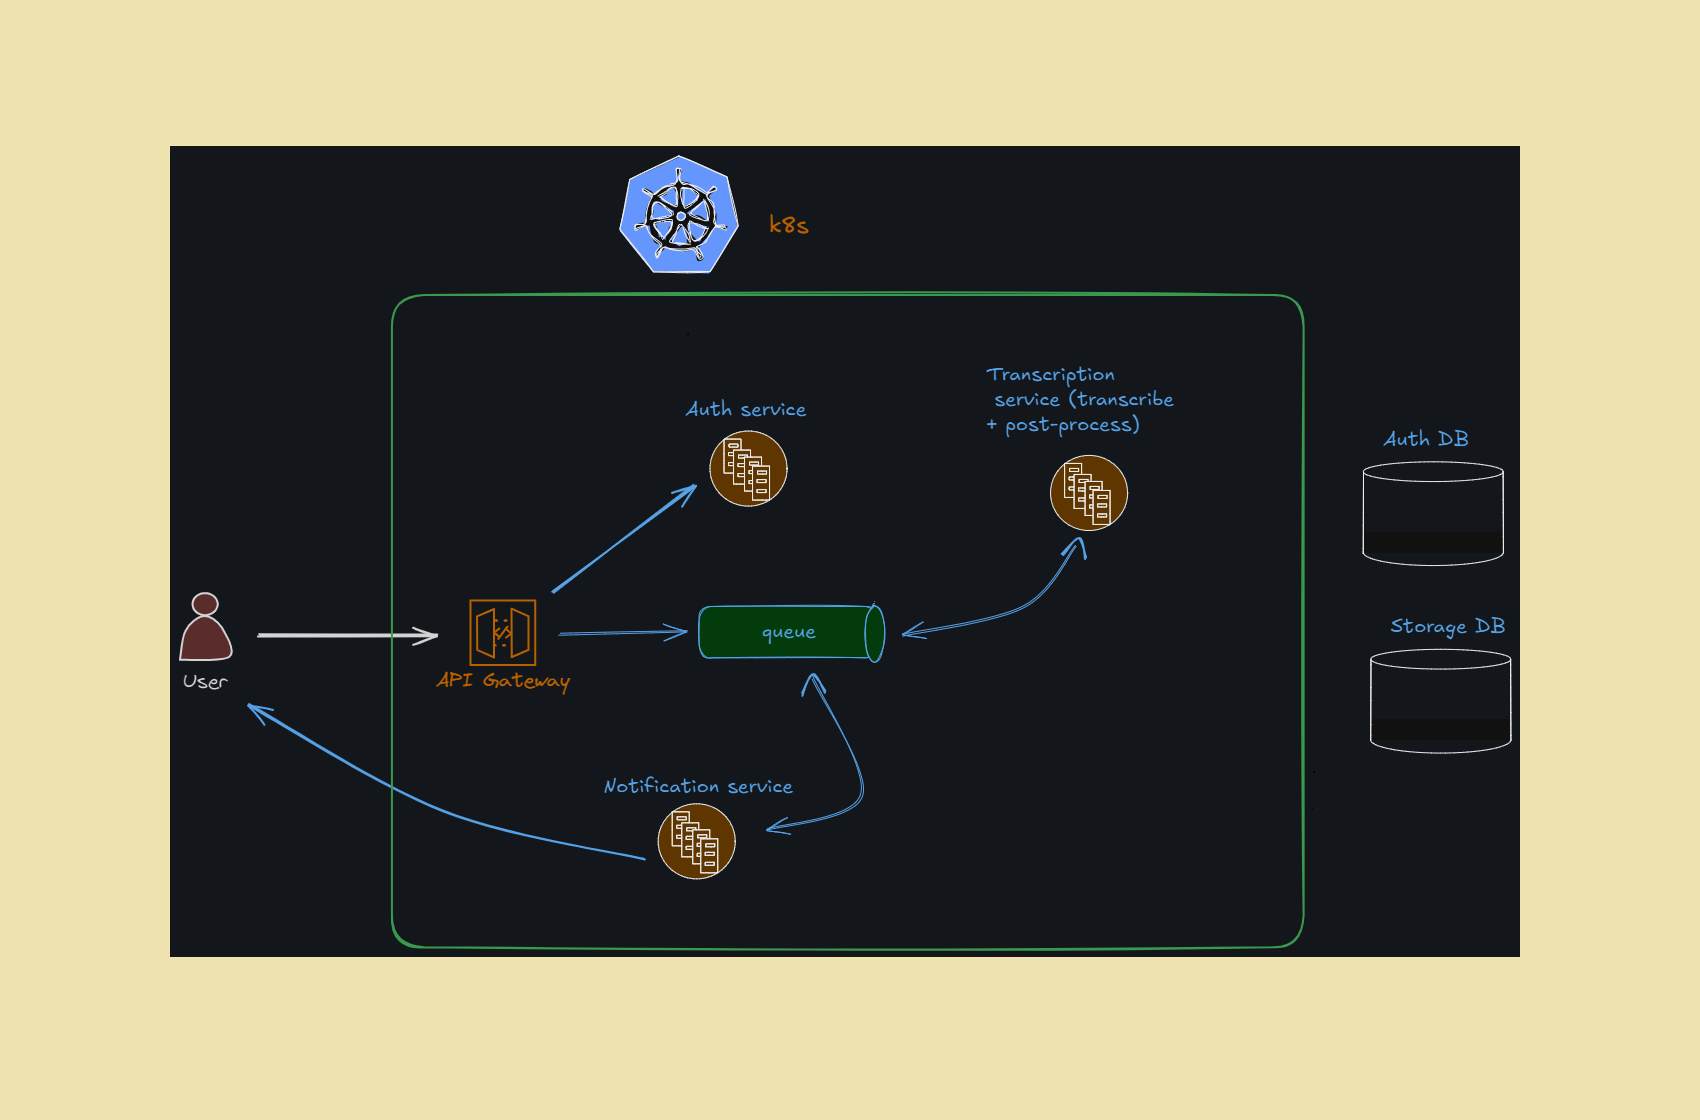 k8s
Transcription
service (transcribe
+ post-process)
Auth service
Auth DB
Storage DB
queue
User
API Gateway
Notification service